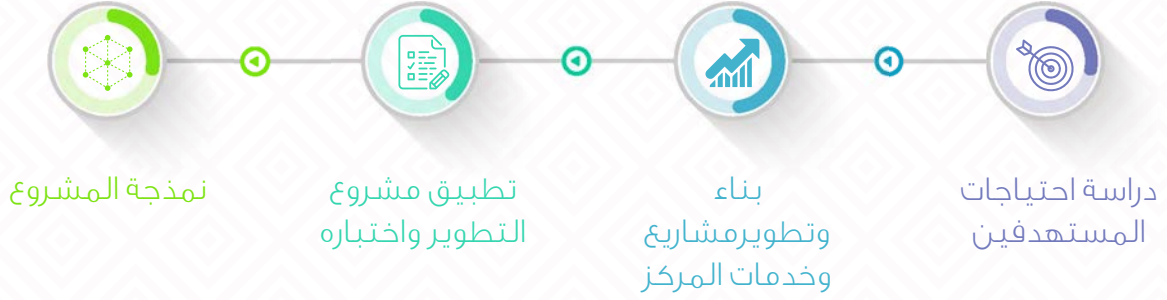 دراسة احتياجات
المستهدفين
بناء
وتطويرمشاريع
وخدمات المركز
تطبيق مشروع
التطوير واختباره
نمذجة المشروع